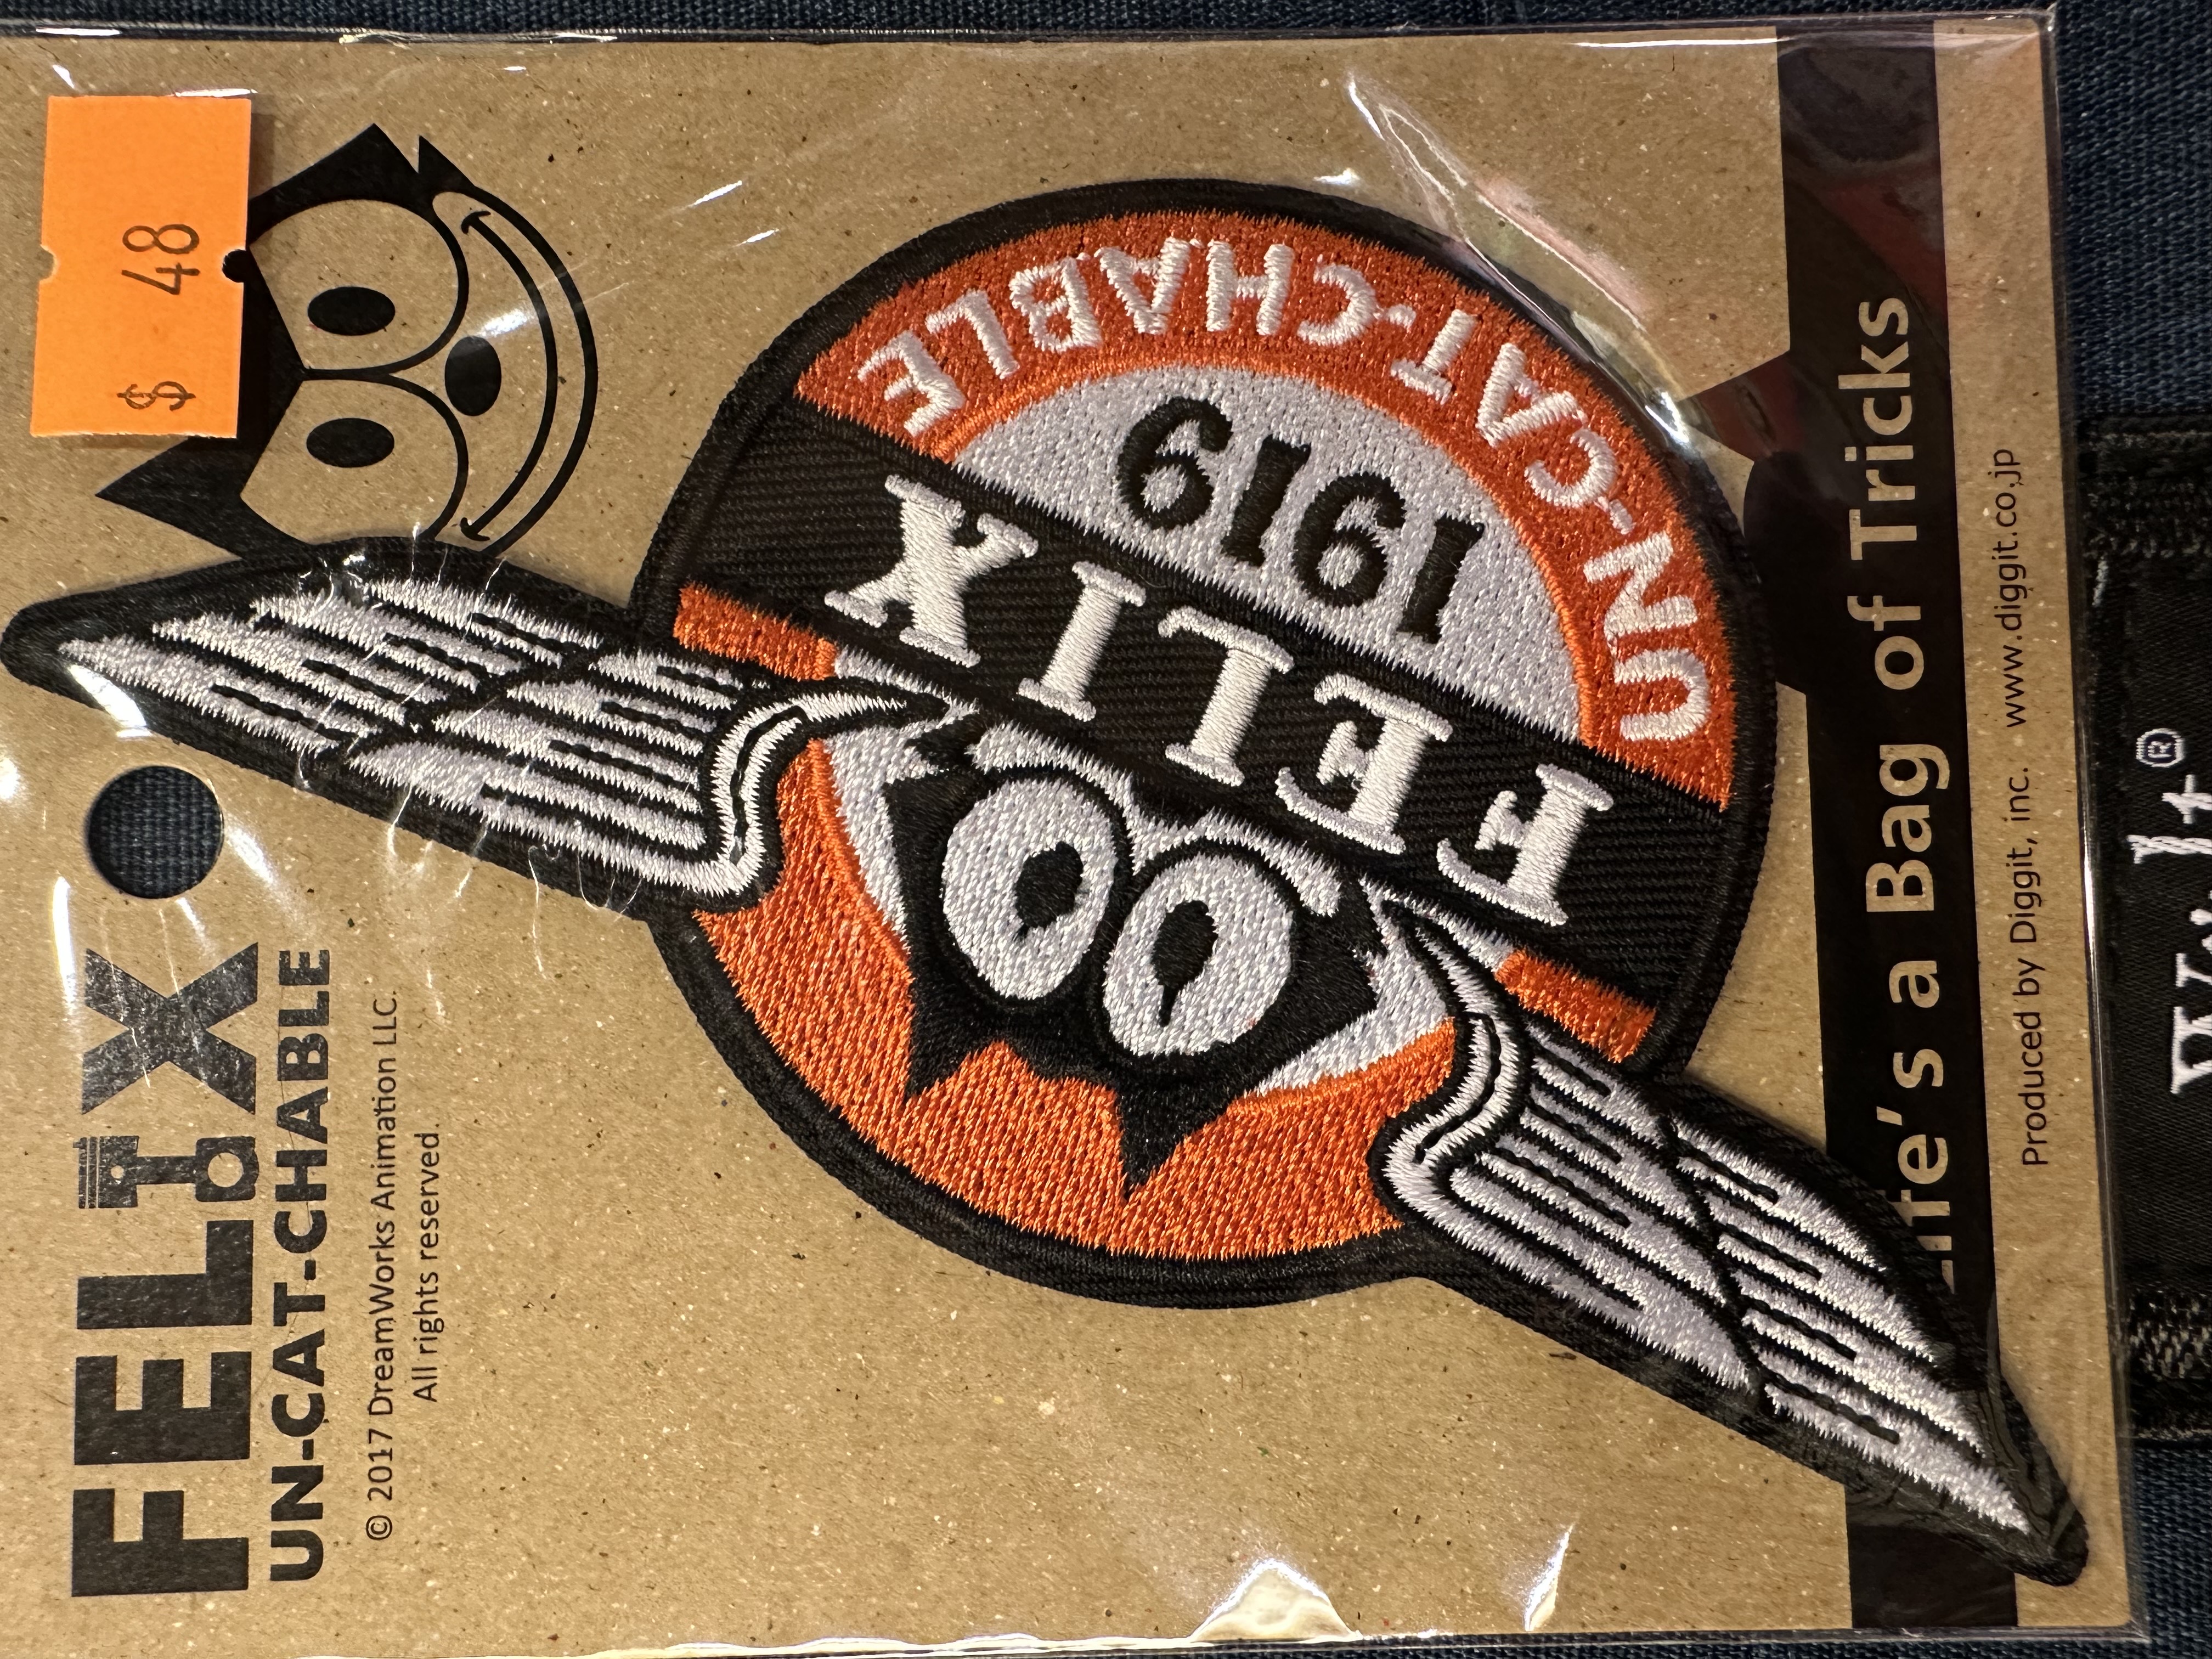 $ 48
FELIX
UN-CAT-CHABLE
© 2017 DreamWorks Animation LLC.
All rights reserved.
FELIX
1919
UN-CAT-CHABLE
Life's a Bag of Tricks
Produced by Diggit, inc. www.diggit.co.jp